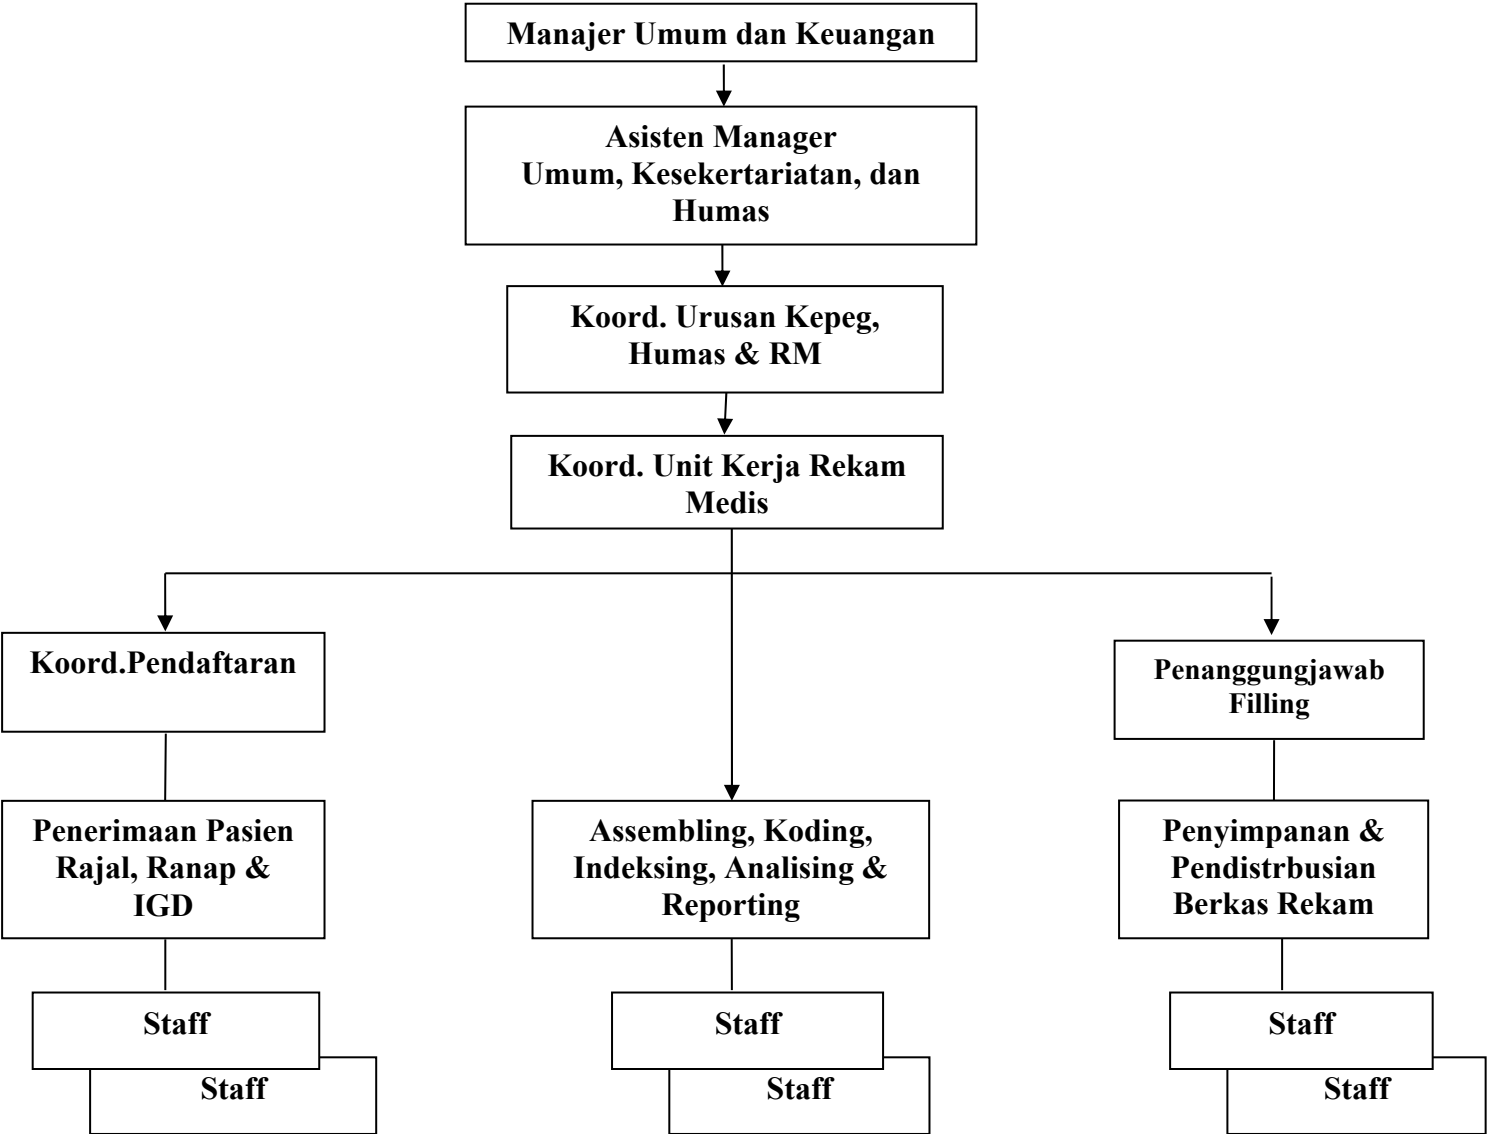 Manajer Umum dan Keuangan
Asisten Manager
Umum, Kesekertariatan, dan
Humas
Koord. Urusan Kepeg,
Humas & RM
Koord. Unit Kerja Rekam
Medis
Koord.Pendaftaran
Penanggungjawab
Filling
Penerimaan Pasien
Rajal, Ranap &
IGD
Assembling, Koding,
Indeksing, Analising &
Reporting
Penyimpanan &
Pendistrbusian
Berkas Rekam
Staff
Staff
Staff
Staff
Staff
Staff